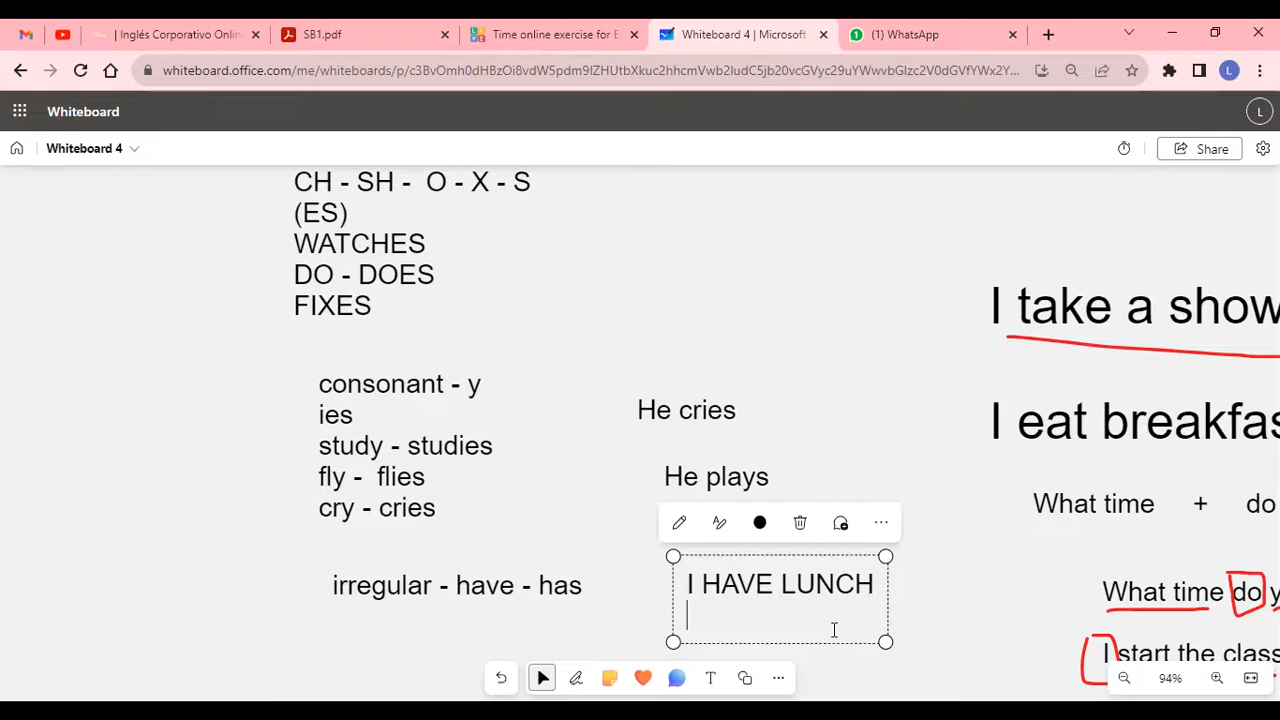 | Inglés Corporativo Onlin
SB1.pdf
Time online exercise for E
Whiteboard 4 | Microsoft
(1) WhatsApp
Whiteboard
L
Whiteboard 4
Share
CH - SH - O - X - S
(ES)
WATCHES
DO - DOES
FIXES
I take a show
consonant - y
ies
study - studies
fly - flies
cry - cries
He cries
I eat breakfas
He plays
What time + do
irregular - have - has
I HAVE LUNCH
What time do y
I start the class
94%